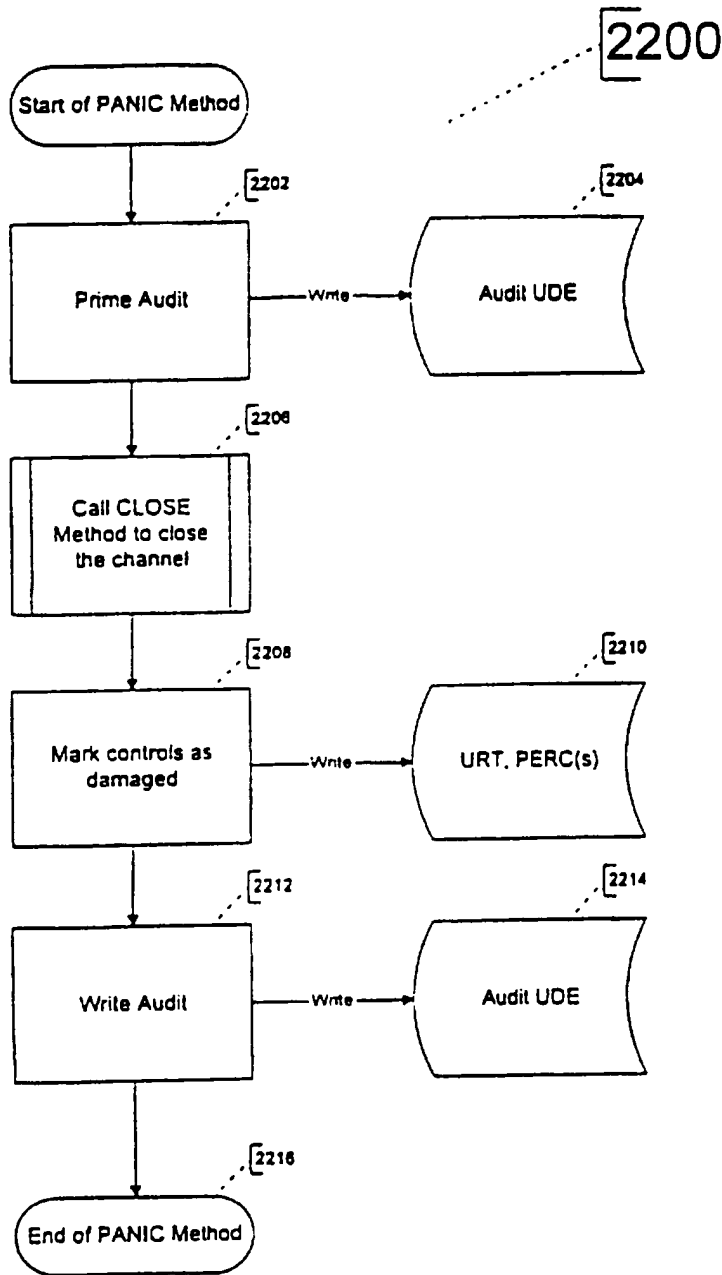 2200
Start of PANIC Method
2202
2204
Prime Audit
Write
Audit UDE
2206
Call CLOSE
Method to close
the channel
2208
2210
Mark controls as
damaged
Write
URT, PERC(s)
2212
2214
Write Audit
Write
Audit UDE
2216
End of PANIC Method